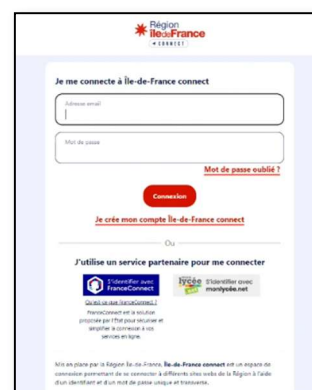 Région
îledeFrance
CONNECT
Je me connecte à Île-de-France connect
Adresse email
Mot de passe
Mot de passe oublié ?
Connexion
Je crée mon compte Île-de-France connect
Ou
J'utilise un service partenaire pour me connecter
S'identifier avec
FranceConnect
lycée S'identifier avec
monlycée.net
Qu'est-ce que FranceConnect ?
FranceConnect est la solution
proposée par l'État pour sécuriser et
simplifier la connexion à vos
services en ligne.
Mis en place par la Région Île-de-France, Île-de-France connect est un espace de
connexion permettant de se connecter à différents sites webs de la Région à l'aide
d'un identifiant et d'un mot de passe unique et transverse.